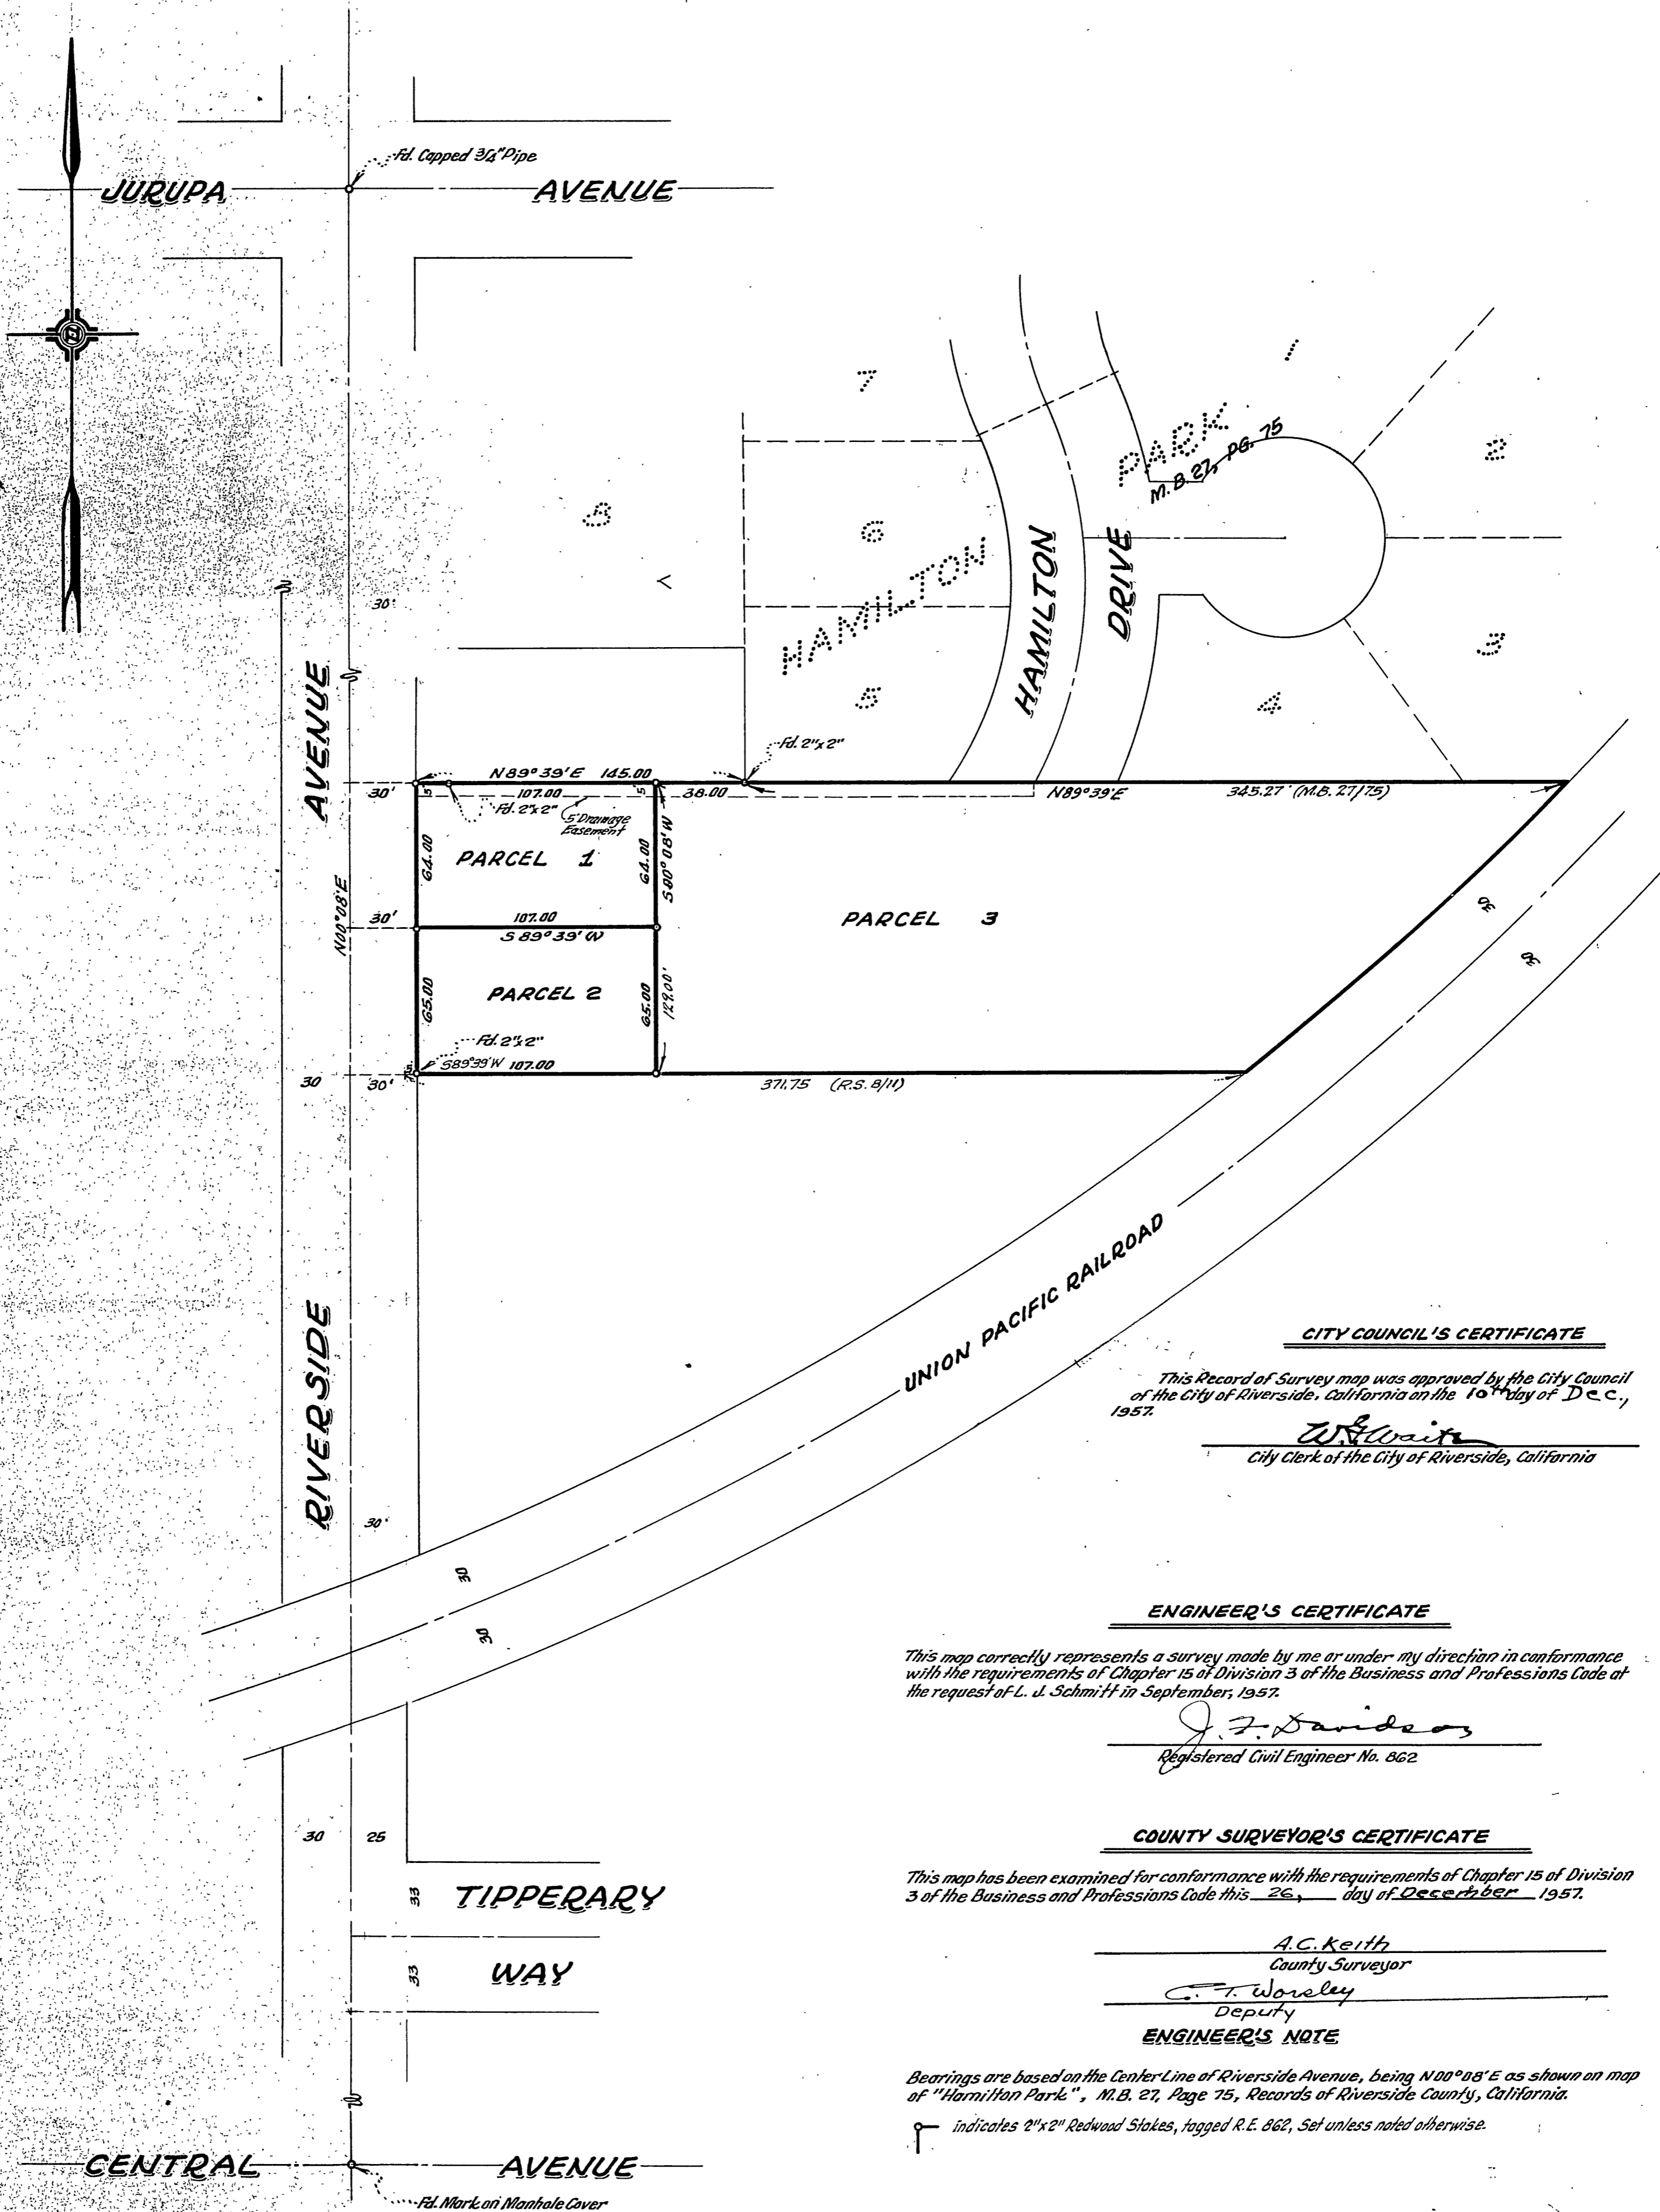 Fd. Capped 3/4" Pipe
JURUPA AVENUE
N
7
1
PARK
M.B. 27, PG. 75
2
8
6
HAMILTON
HAMILTON DRIVE
30'
3
5
4
AVENUE
Fd. 2"x2"
N 89° 39' E 145.00
30'
5
107.00
5
38.00
N89°39'E
345.27' (M.B. 27/75)
Fd. 2"x2"
5' Drainage
Easement
64.00
PARCEL 1
64.00
S00°08'W
N00°08'E
30'
107.00
S 89° 39' W
PARCEL 3
30
30
65.00
PARCEL 2
65.00
129.00'
Fd. 2"x2"
S89°39'W 107.00
30
30'
371.75 (R.S. 8/11)
UNION PACIFIC RAILROAD
RIVERSIDE
CITY COUNCIL'S CERTIFICATE
This Record of Survey map was approved by the City Council
of the City of Riverside, California on the 10th day of Dec.,
1957.
W.G. Waite
City Clerk of the City of Riverside, California
30'
30
30
ENGINEER'S CERTIFICATE
This map correctly represents a survey made by me or under my direction in conformance
with the requirements of Chapter 15 of Division 3 of the Business and Professions Code at
the request of L. J. Schmitt in September, 1957.
J. F. Davidson
Registered Civil Engineer No. 862
30 25
COUNTY SURVEYOR'S CERTIFICATE
This map has been examined for conformance with the requirements of Chapter 15 of Division
3 of the Business and Professions Code this 26, day of December 1957.
33
TIPPERARY
33
WAY
A.C. Keith
County Surveyor
C. T. Worsley
Deputy
ENGINEER'S NOTE
Bearings are based on the Center Line of Riverside Avenue, being N00°08'E as shown on map
of "Hamilton Park", M.B. 27, Page 75, Records of Riverside County, California.
indicates 2"x2" Redwood Stakes, tagged R.E. 862, Set unless noted otherwise.
CENTRAL AVENUE
Fd. Mark on Manhole Cover